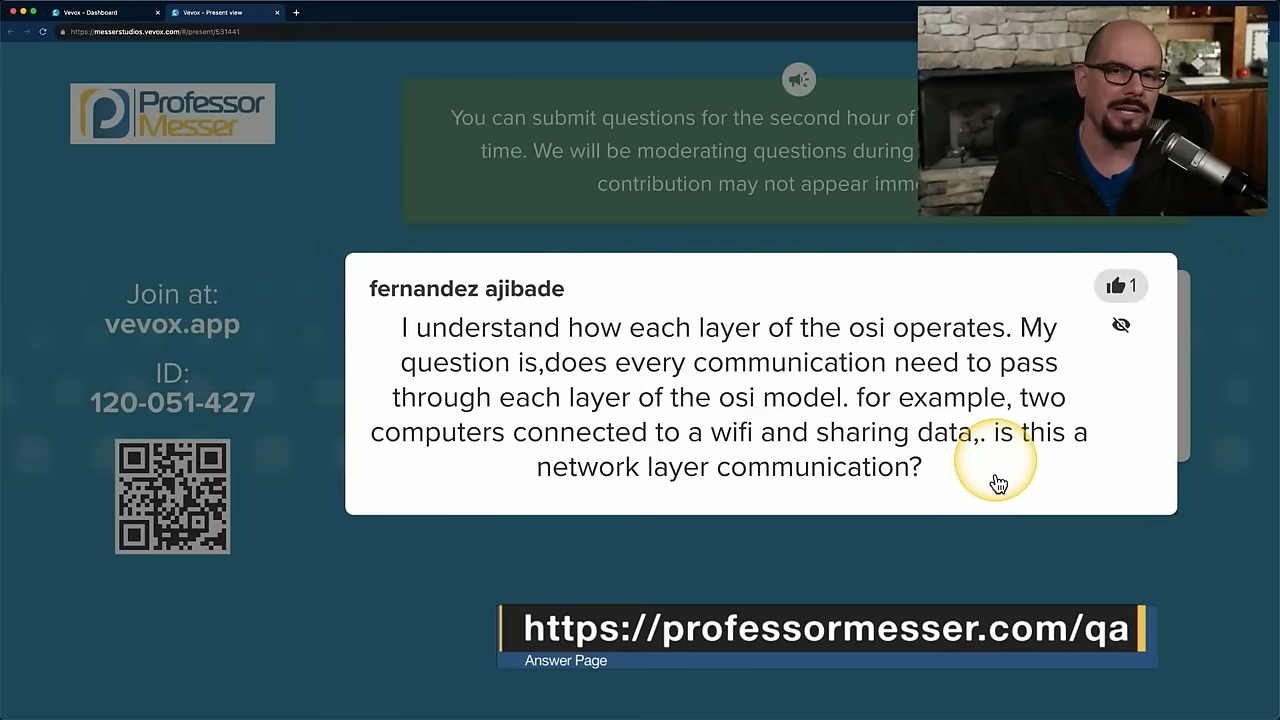 Vevox - Dashboard
Vevox - Present view
https://messerstudios.vevox.com/#/present/531441
Professor
Messer
You can submit questions for the second hour of
time. We will be moderating questions during
contribution may not appear imm
Join at:
vevox.app
ID:
120-051-427
fernandez ajibade
1
I understand how each layer of the osi operates. My
question is,does every communication need to pass
through each layer of the osi model. for example, two
computers connected to a wifi and sharing data,. is this a
network layer communication?
https://professormesser.com/qa
Answer Page